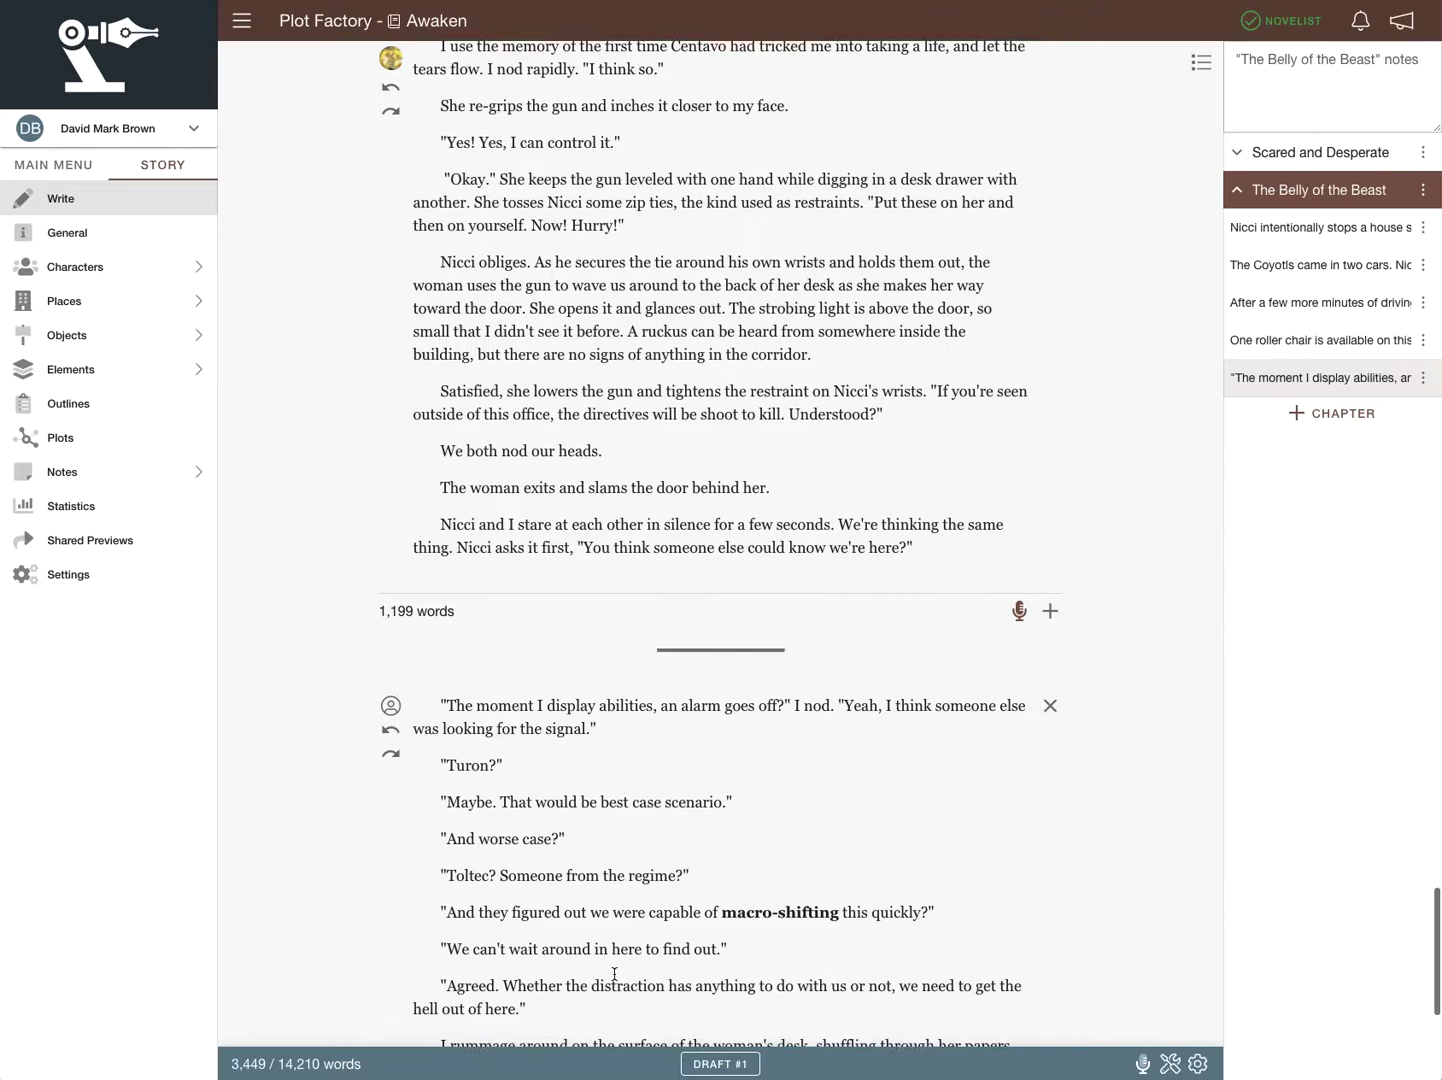 Plot Factory - Awaken
NOVELIST
DB David Mark Brown
MAIN MENU STORY
Write
General
Characters
Places
Objects
Elements
Outlines
Plots
Notes
Statistics
Shared Previews
Settings
I use the memory of the first time Centavo had tricked me into taking a life, and let the
tears flow. I nod rapidly. "I think so."
She re-grips the gun and inches it closer to my face.
"Yes! Yes, I can control it."
"Okay." She keeps the gun leveled with one hand while digging in a desk drawer with
another. She tosses Nicci some zip ties, the kind used as restraints. "Put these on her and
then on yourself. Now! Hurry!"
Nicci obliges. As he secures the tie around his own wrists and holds them out, the
woman uses the gun to wave us around to the back of her desk as she makes her way
toward the door. She opens it and glances out. The strobing light is above the door, so
small that I didn't see it before. A ruckus can be heard from somewhere inside the
building, but there are no signs of anything in the corridor.
Satisfied, she lowers the gun and tightens the restraint on Nicci's wrists. "If you're seen
outside of this office, the directives will be shoot to kill. Understood?"
We both nod our heads.
The woman exits and slams the door behind her.
Nicci and I stare at each other in silence for a few seconds. We're thinking the same
thing. Nicci asks it first, "You think someone else could know we're here?"
1,199 words
"The moment I display abilities, an alarm goes off?" I nod. "Yeah, I think someone else
was looking for the signal."
"Turon?"
"Maybe. That would be best case scenario."
"And worse case?"
"Toltec? Someone from the regime?"
"And they figured out we were capable of macro-shifting this quickly?"
"We can't wait around in here to find out."
"Agreed. Whether the distraction has anything to do with us or not, we need to get the
hell out of here."
I rummage around on the surface of the woman's desk, shuffling through her papers
3,449 / 14,210 words
DRAFT #1
"The Belly of the Beast" notes
Scared and Desperate
The Belly of the Beast
Nicci intentionally stops a house s
The Coyotls came in two cars. Nic
After a few more minutes of drivin
One roller chair is available on this
"The moment I display abilities, ar
+ CHAPTER